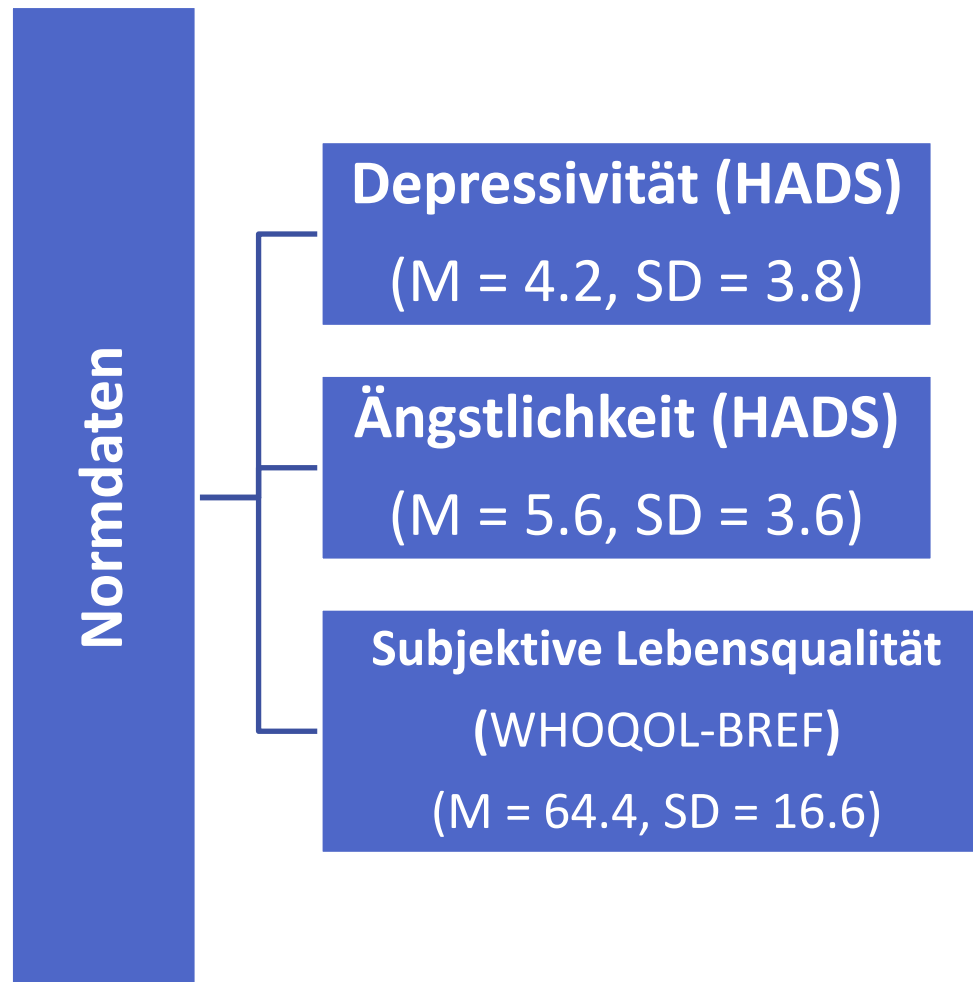 Normdaten
Depressivität (HADS)
(M = 4.2, SD = 3.8)
Ängstlichkeit (HADS)
(M = 5.6, SD = 3.6)
Subjektive Lebensqualität
(WHOQOL-BREF)
(M = 64.4, SD = 16.6)